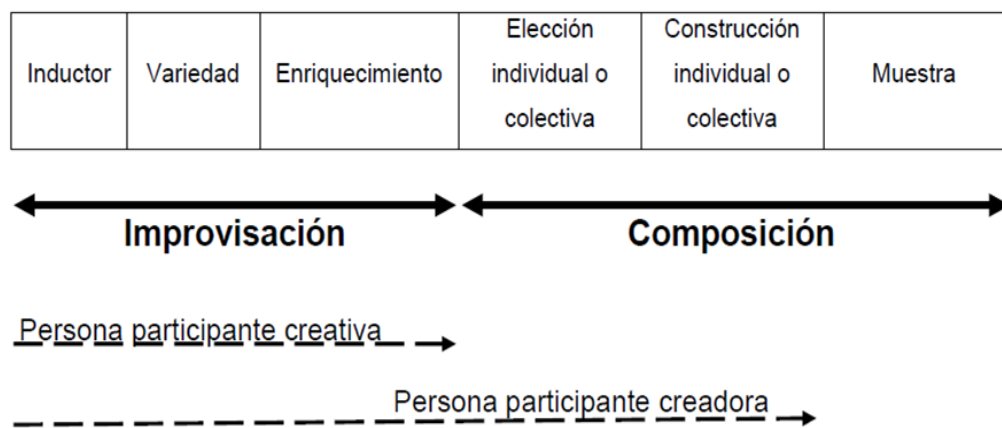 Inductor
Variedad
Enriquecimiento
Elección
individual o
colectiva
Construcción
individual o
colectiva
Muestra
Improvisación
Composición
Persona participante creativa
Persona participante creadora